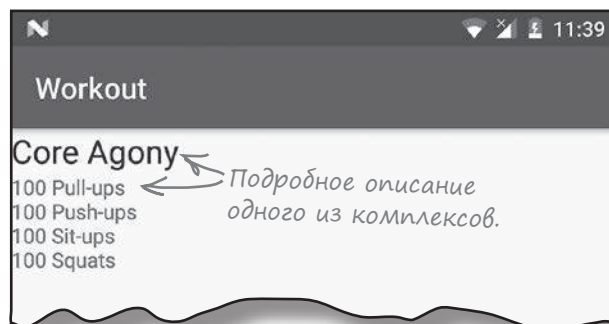 11:39
Workout
Core Agony
100 Pull-ups
100 Push-ups
100 Sit-ups
100 Squats
Подробное описание
одного из комплексов.